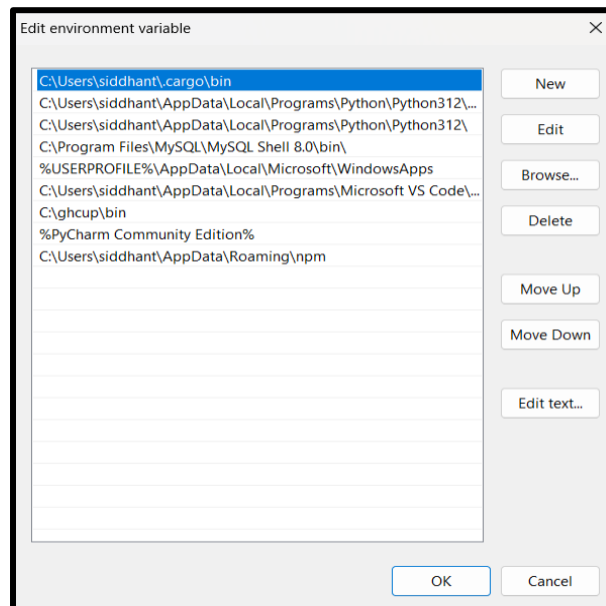 Edit environment variable
C:\Users\siddhant\.cargo\bin
C:\Users\siddhant\AppData\Local\Programs\Python\Python312\...
C:\Users\siddhant\AppData\Local\Programs\Python\Python312\
C:\Program Files\MySQL\MySQL Shell 8.0\bin\
%USERPROFILE%\AppData\Local\Microsoft\WindowsApps
C:\Users\siddhant\AppData\Local\Programs\Microsoft VS Code\...
C:\ghcup\bin
%PyCharm Community Edition%
C:\Users\siddhant\AppData\Roaming\npm
New
Edit
Browse...
Delete
Move Up
Move Down
Edit text...
OK
Cancel